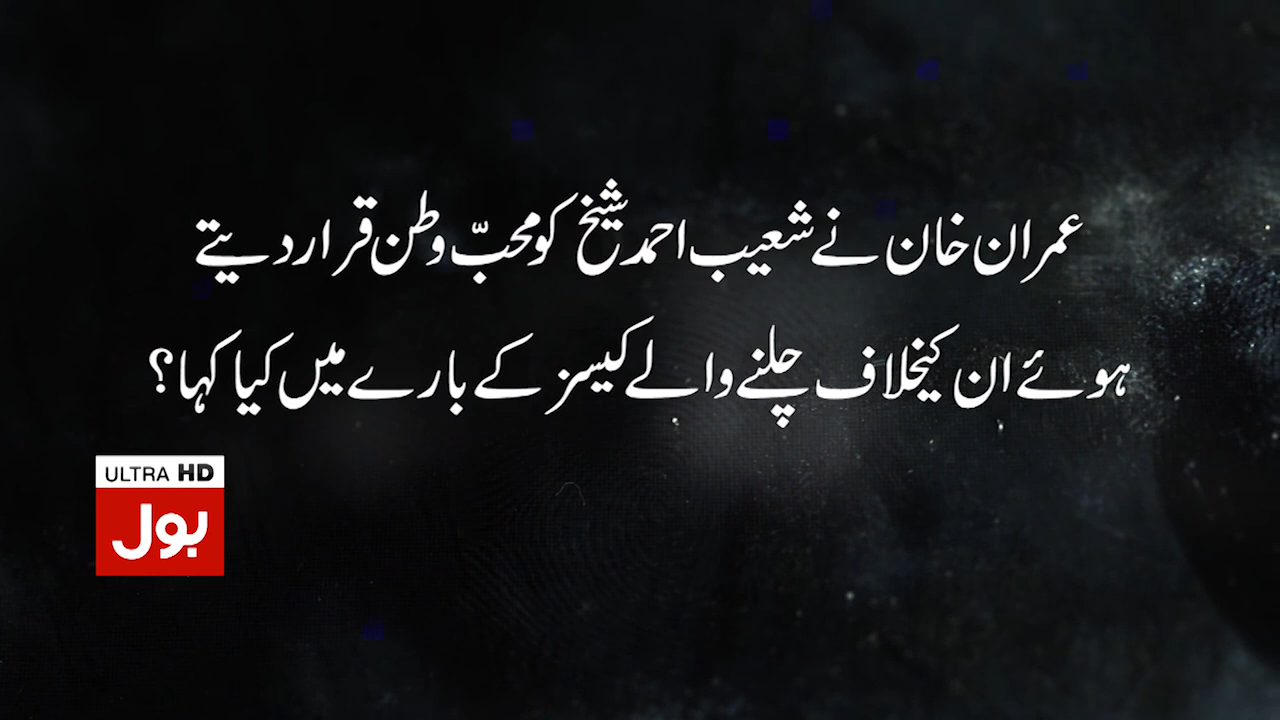 عمران خان نے شعیب احمد شیخ کو محبّ وطن قرار دیتے
ہوئے ان کیخلاف چلنے والے کیسز کے بارے میں کیا کہا؟
ULTRA HD
بول